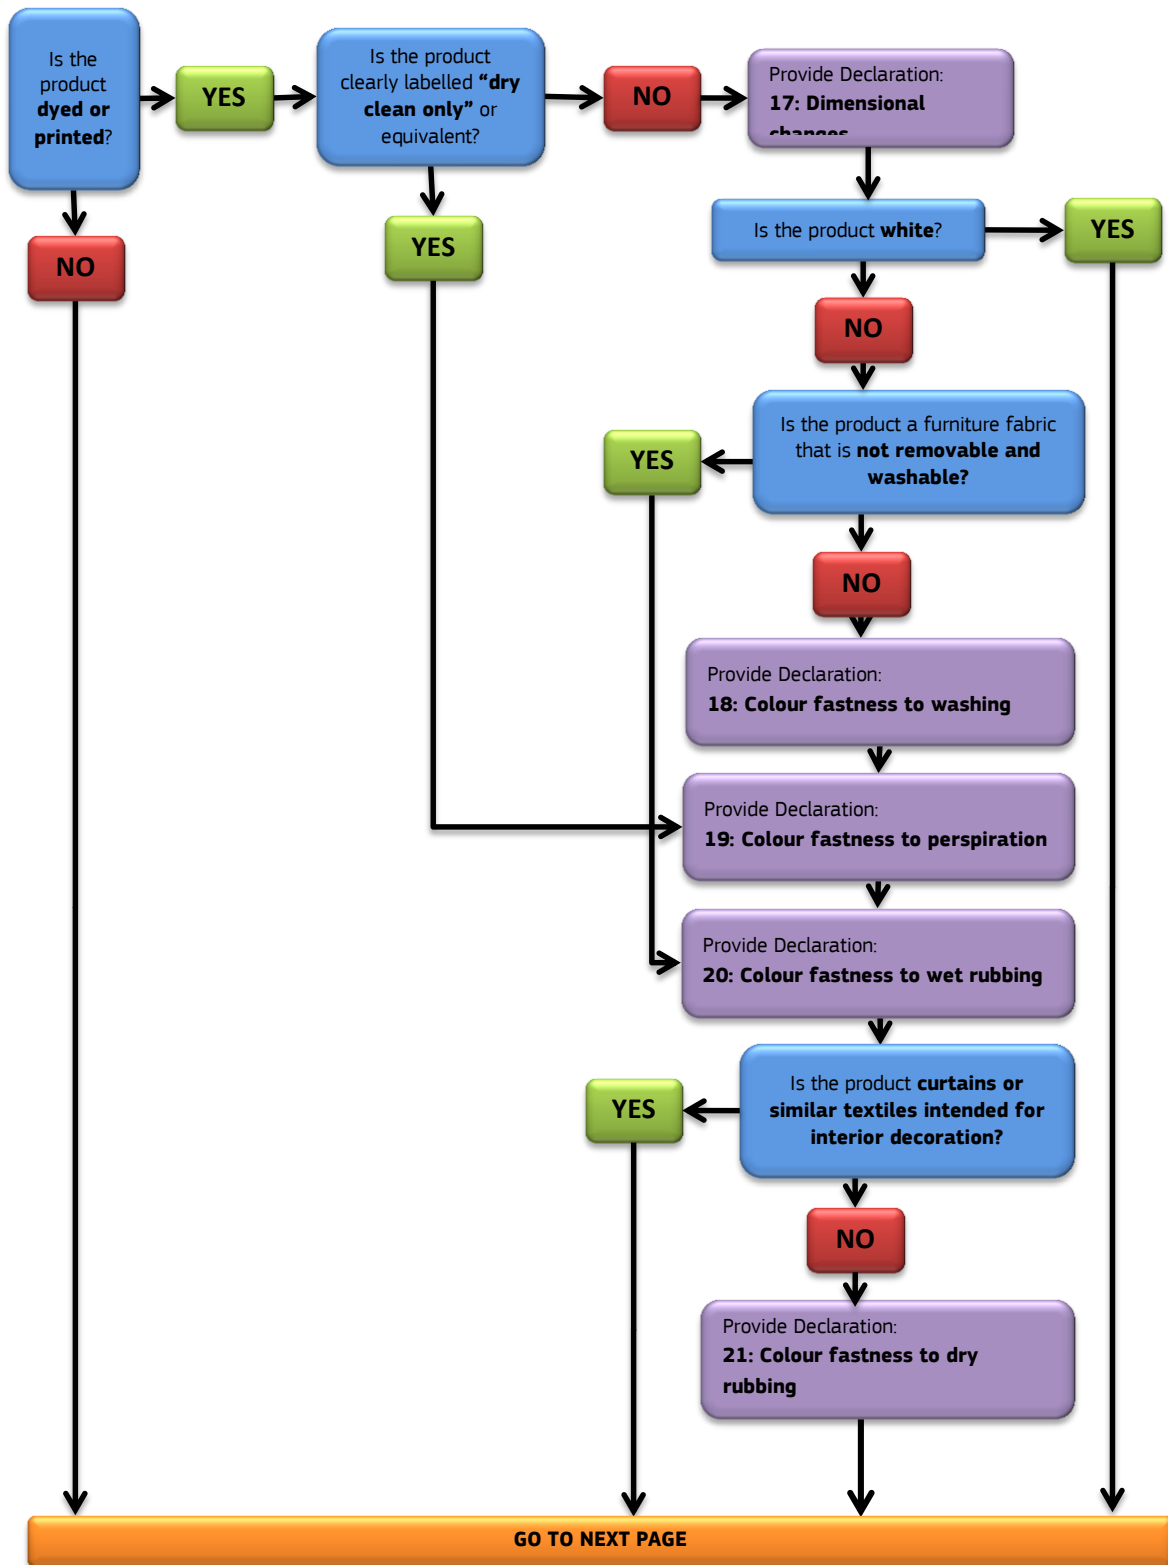 Is the
product
dyed or
printed?
YES
Is the product
clearly labelled “dry
clean only” or
equivalent?
NO
Provide Declaration:
17: Dimensional
changes
NO
YES
Is the product white?
YES
NO
Is the product a furniture fabric
that is not removable and
washable?
YES
NO
Provide Declaration:
18: Colour fastness to washing
Provide Declaration:
19: Colour fastness to perspiration
Provide Declaration:
20: Colour fastness to wet rubbing
Is the product curtains or
similar textiles intended for
interior decoration?
YES
NO
Provide Declaration:
21: Colour fastness to dry
rubbing
GO TO NEXT PAGE